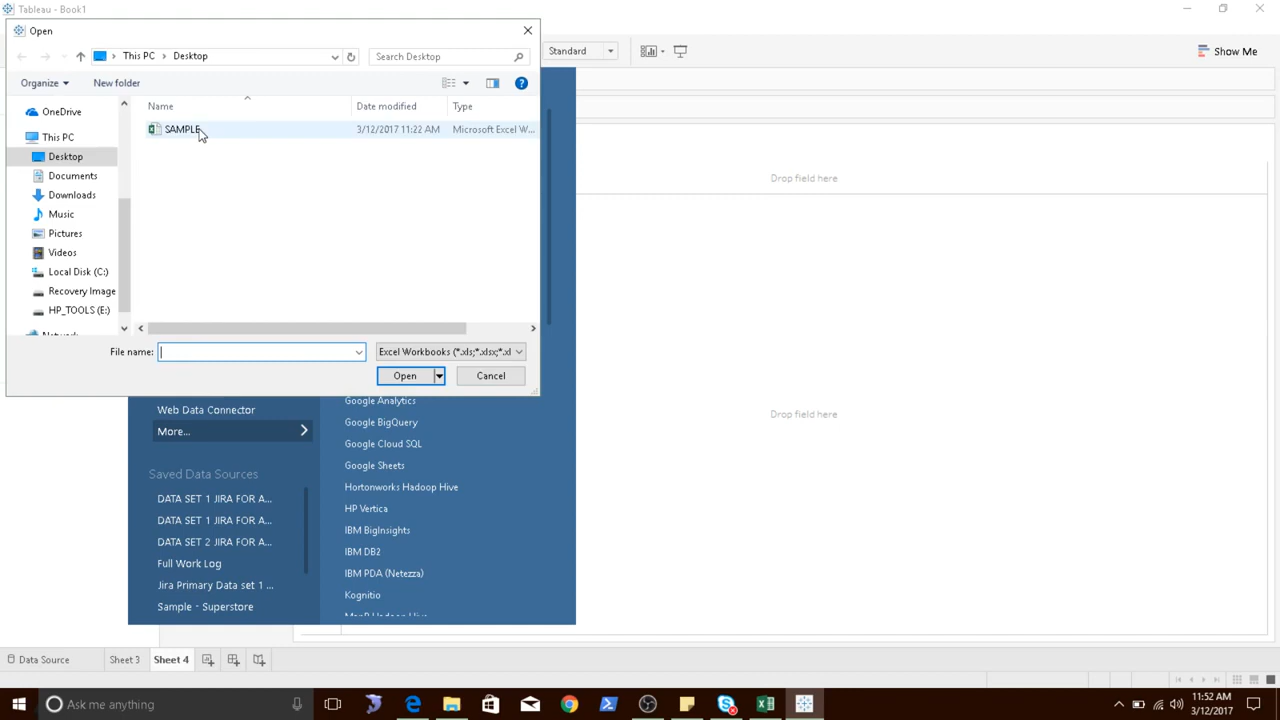 Tableau - Book1
Open
This PC
Desktop
Search Desktop
Standard
Show Me
Organize
New folder
Name
Date modified
Type
OneDrive
SAMPLE
3/12/2017 11:22 AM
Microsoft Excel W...
This PC
Desktop
Documents
Downloads
Music
Pictures
Videos
Local Disk (C:)
Recovery Image
HP_TOOLS (E:)
Network
Drop field here
File name:
Excel Workbooks (*.xls;*.xlsx;*.xl
Open
Cancel
Web Data Connector
More...
Saved Data Sources
DATA SET 1 JIRA FOR A...
DATA SET 1 JIRA FOR A...
DATA SET 2 JIRA FOR A...
Full Work Log
Jira Primary Data set 1 ...
Sample - Superstore
Google Analytics
Google BigQuery
Google Cloud SQL
Google Sheets
Hortonworks Hadoop Hive
HP Vertica
IBM BigInsights
IBM DB2
IBM PDA (Netezza)
Kognitio
MapR Hadoop Hive
Drop field here
Data Source
Sheet 3
Sheet 4
Ask me anything
11:52 AM
3/12/2017